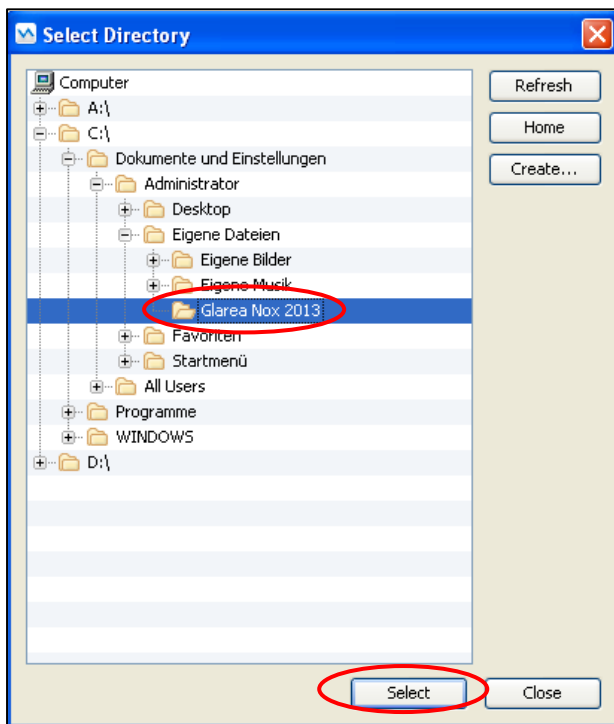 Select Directory
Computer
Refresh
A:\
C:\
Home
Dokumente und Einstellungen
Create...
Administrator
Desktop
Eigene Dateien
Eigene Bilder
Eigene Musik
Glarea Nox 2013
Favoriten
Startmenü
All Users
Programme
WINDOWS
D:\
Select
Close